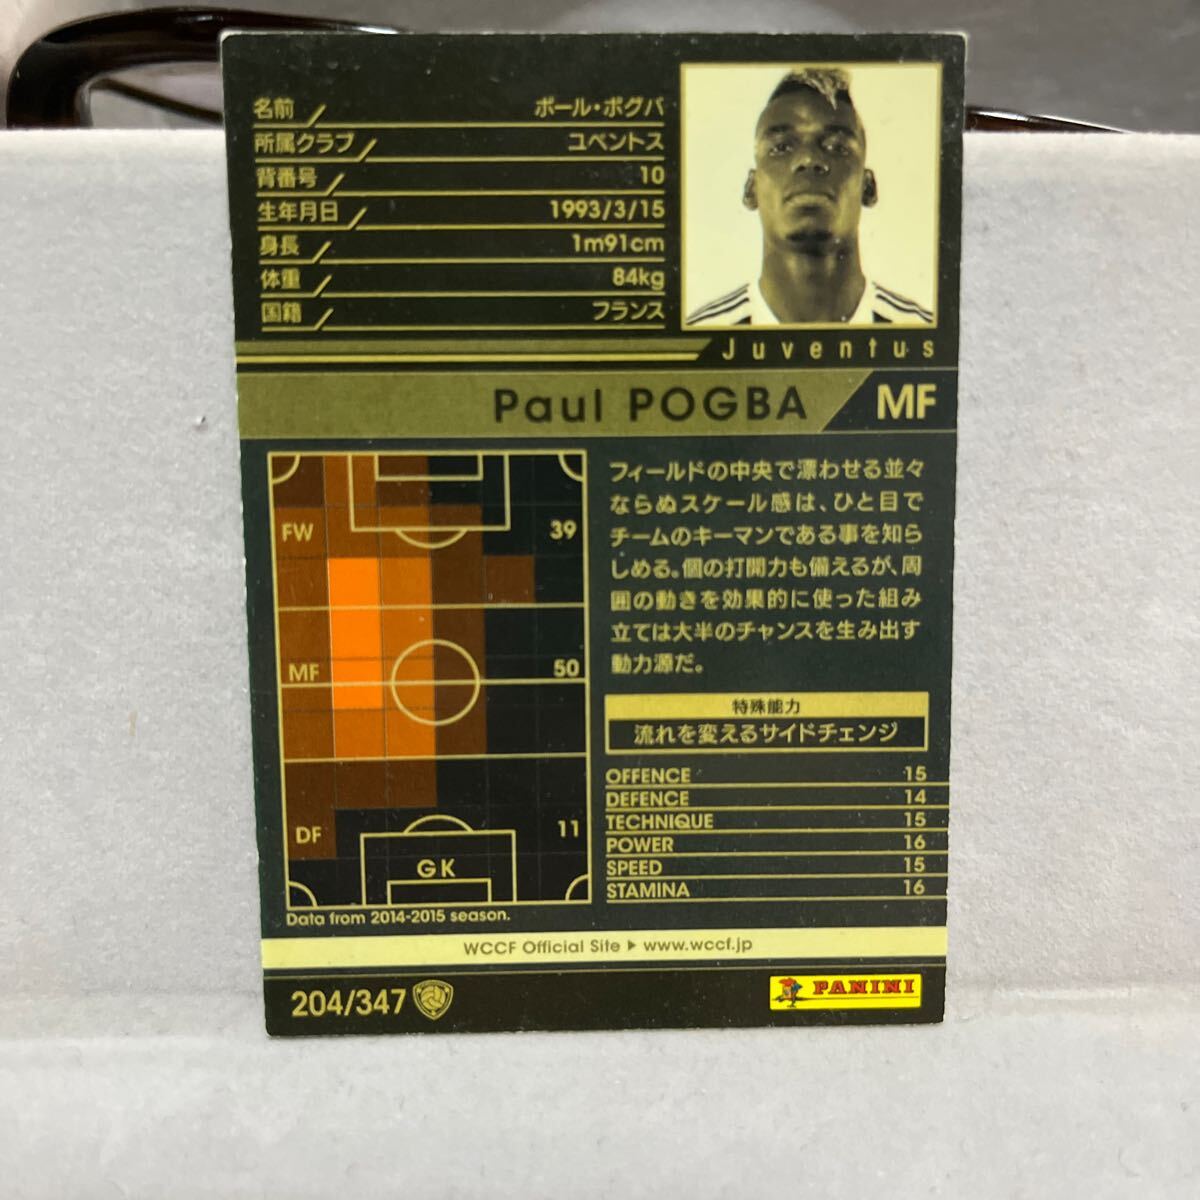 名前 ポール・ポグバ
所属クラブ ユベントス
背番号 10
生年月日 1993/3/15
身長 1m91cm
体重 84kg
国籍 フランス
Juventus
Paul POGBA MF
FW 39
MF 50
DF 11
GK
Data from 2014-2015 season.
フィールドの中央で漂わせる並々
ならぬスケール感は、ひと目で
チームのキーマンである事を知ら
しめる。個の打開力も備えるが、周
囲の動きを効果的に使った組み
立ては大半のチャンスを生み出す
動力源だ。
特殊能力
流れを変えるサイドチェンジ
OFFENCE 15
DEFENCE 14
TECHNIQUE 15
POWER 16
SPEED 15
STAMINA 16
WCCF Official Site ▶ www.wccf.jp
204/347
PANINI